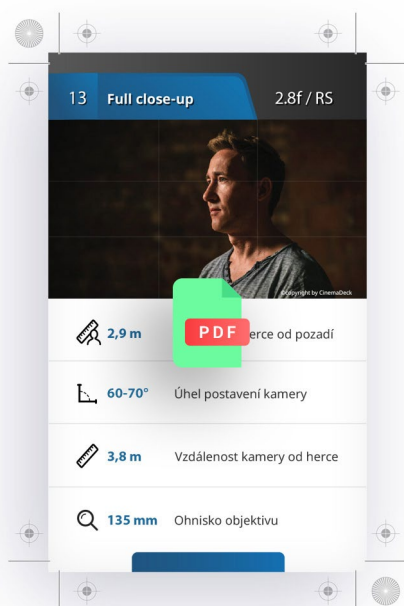 13 Full close-up 2.8f / RS
©copyright by CinemaDeck
PDF
2,9 m erce od pozadí
60-70° Úhel postavení kamery
3,8 m Vzdálenost kamery od herce
135 mm Ohnisko objektivu